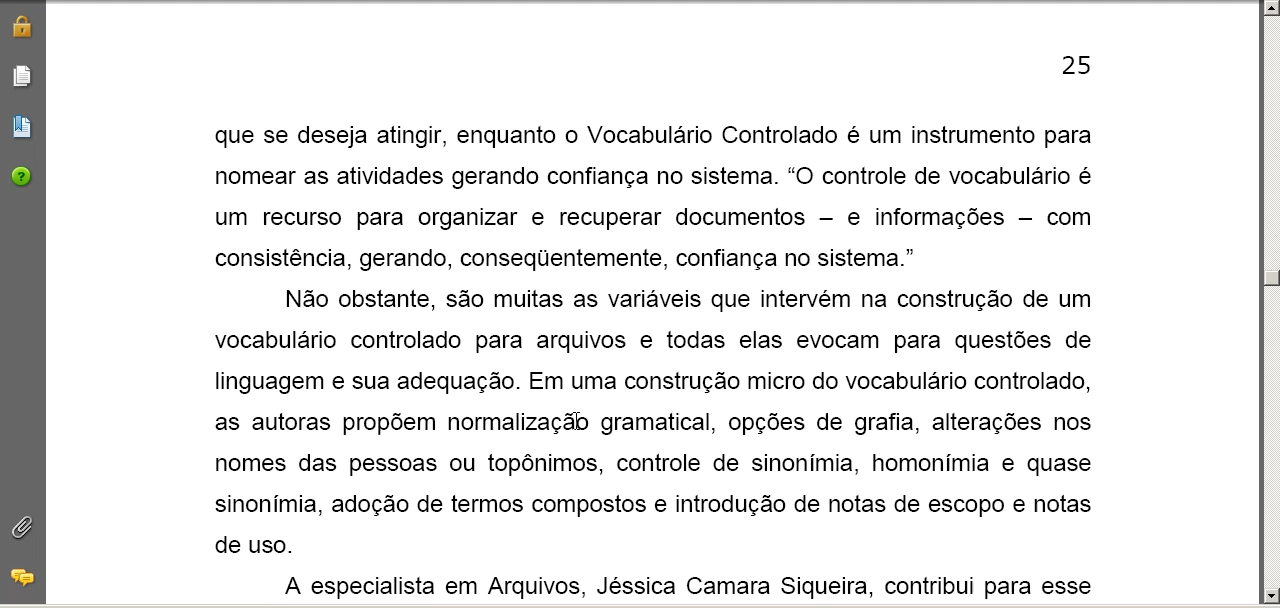 25
que se deseja atingir, enquanto o Vocabulário Controlado é um instrumento para
nomear as atividades gerando confiança no sistema. “O controle de vocabulário é
um recurso para organizar e recuperar documentos – e informações – com
consistência, gerando, conseqüentemente, confiança no sistema.”
Não obstante, são muitas as variáveis que intervém na construção de um
vocabulário controlado para arquivos e todas elas evocam para questões de
linguagem e sua adequação. Em uma construção micro do vocabulário controlado,
as autoras propõem normalização gramatical, opções de grafia, alterações nos
nomes das pessoas ou topônimos, controle de sinonímia, homonímia e quase
sinonímia, adoção de termos compostos e introdução de notas de escopo e notas
de uso.
A especialista em Arquivos, Jéssica Camara Siqueira, contribui para esse